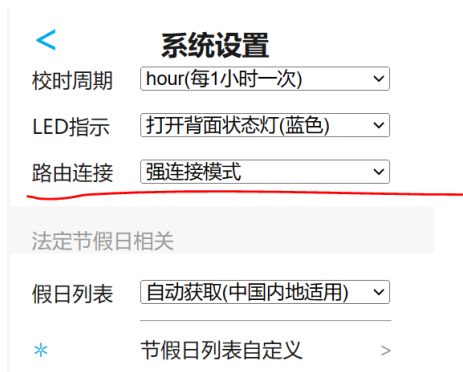 < 系统设置
校时周期 hour(每1小时一次)
LED指示 打开背面状态灯(蓝色)
路由连接 强连接模式
法定节假日相关
假日列表 自动获取(中国内地适用)
* 节假日列表自定义 >